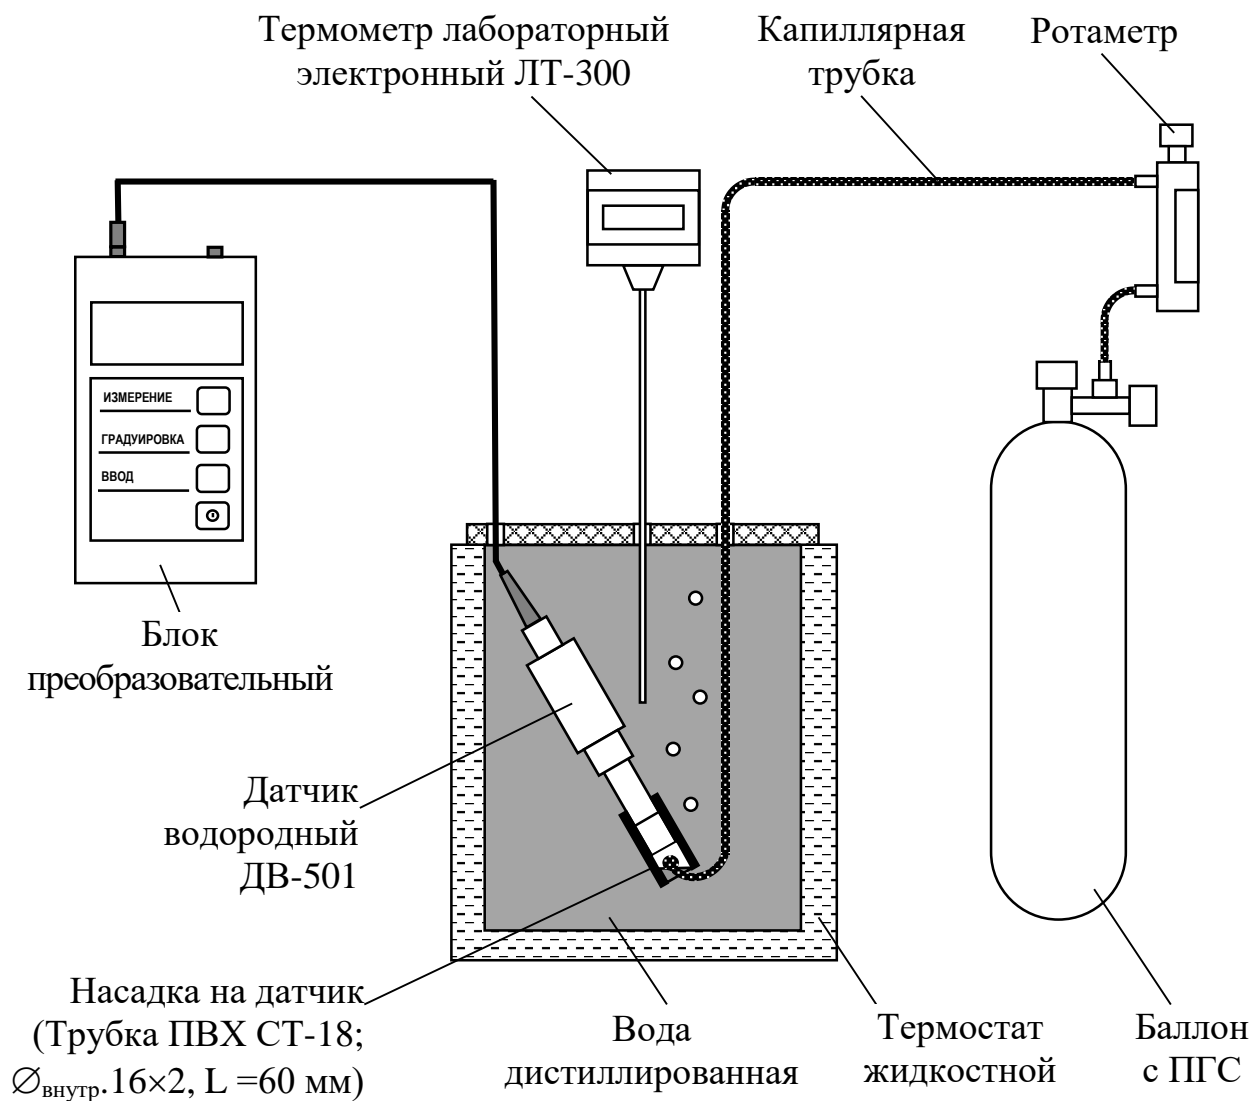 Термометр лабораторный
электронный ЛТ-300
Капиллярная
трубка
Ротаметр
ИЗМЕРЕНИЕ
ГРАДУИРОВКА
ВВОД
Блок
преобразовательный
Датчик
водородный
ДВ-501
Насадка на датчик
(Трубка ПВХ СТ-18;
∅внутр.16×2, L =60 мм)
Вода
дистиллированная
Термостат
жидкостной
Баллон
с ПГС